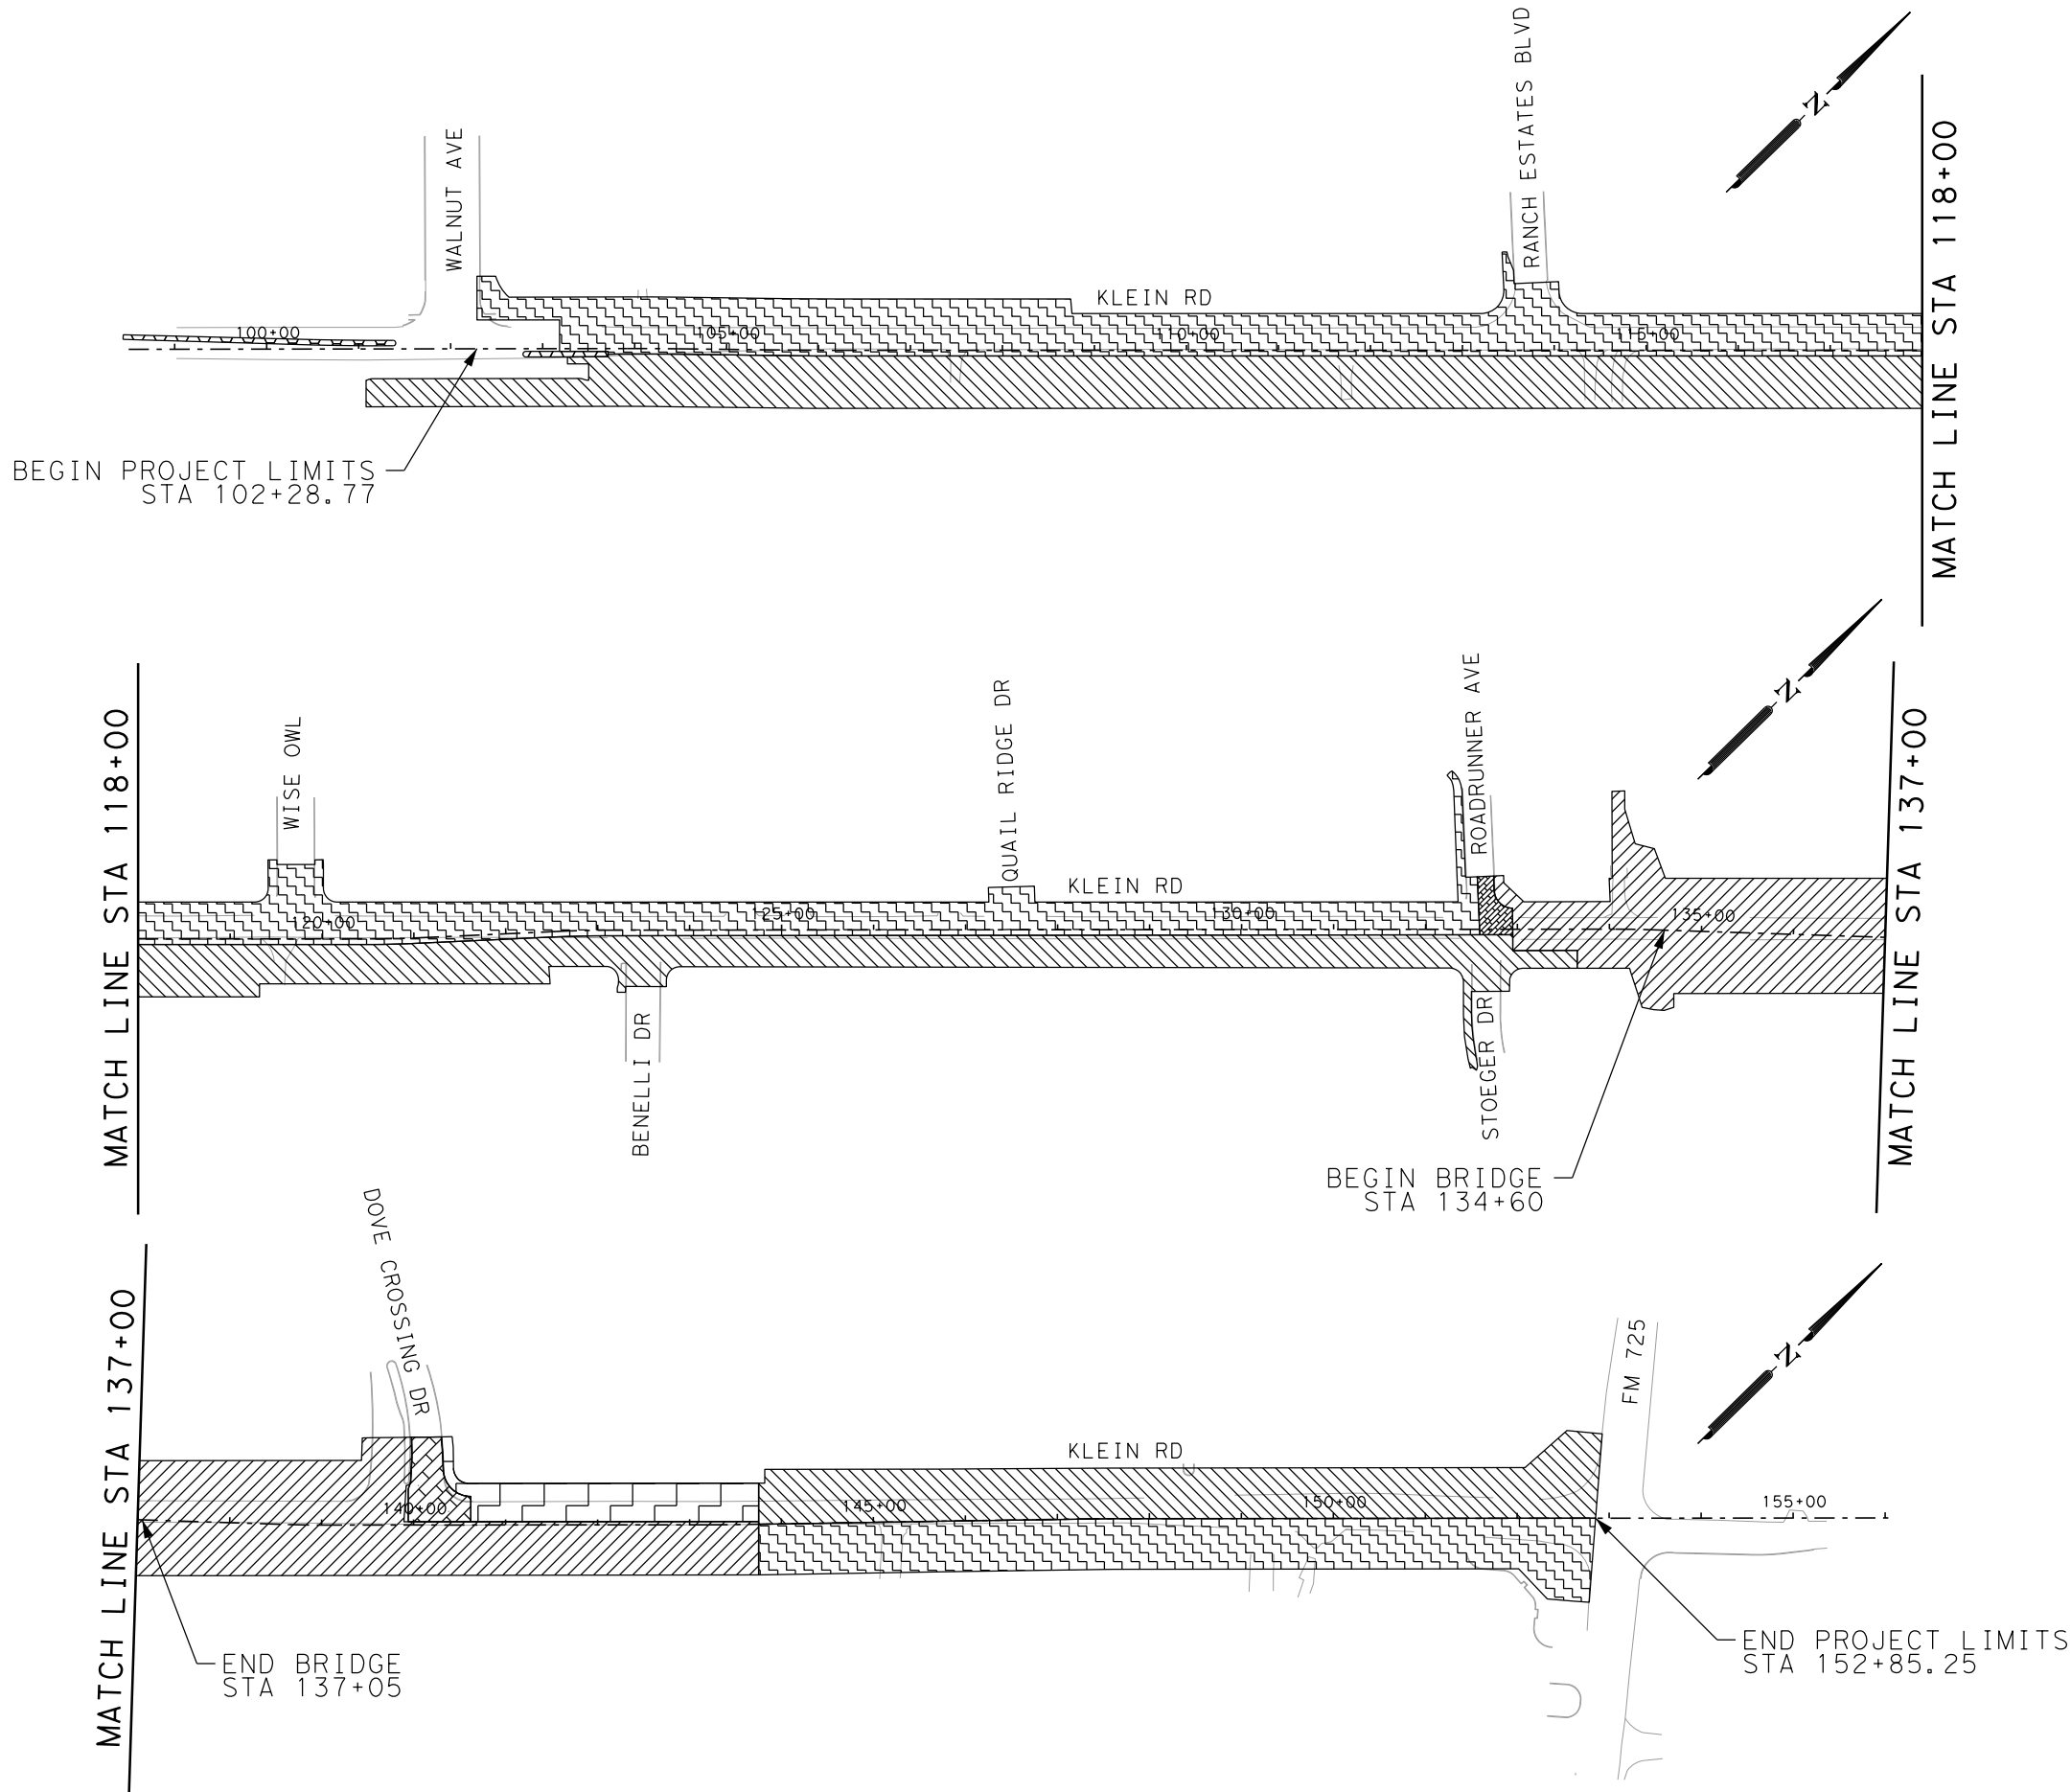 WALNUT AVE
RANCH ESTATES BLVD
N
KLEIN RD
100+00
105+00
110+00
115+00
MATCH LINE STA 118+00
BEGIN PROJECT LIMITS
STA 102+28.77
MATCH LINE STA 118+00
WISE OWL
QUAIL RIDGE DR
ROADRUNNER AVE
N
KLEIN RD
120+00
125+00
130+00
135+00
BENELLI DR
STOEGER DR
MATCH LINE STA 137+00
BEGIN BRIDGE
STA 134+60
MATCH LINE STA 137+00
DOVE CROSSING DR
FM 725
N
KLEIN RD
140+00
145+00
150+00
155+00
END BRIDGE
STA 137+05
END PROJECT LIMITS
STA 152+85.25